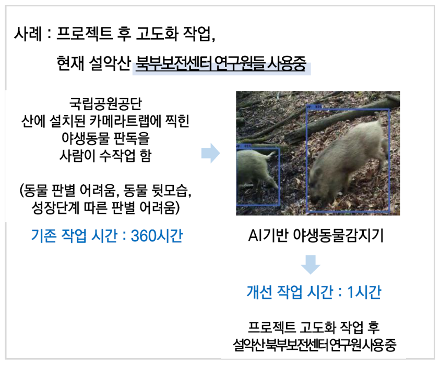 사례 : 프로젝트 후 고도화 작업,
현재 설악산 북부보전센터 연구원들 사용중
국립공원공단
산에 설치된 카메라트랩에 찍힌
야생동물 판독을
사람이 수작업 함
(동물 판별 어려움, 동물 뒷모습,
성장단계 따른 판별 어려움)
기존 작업 시간 : 360시간
AI기반 야생동물감지기
개선 작업 시간 : 1시간
프로젝트 고도화 작업 후
설악산 북부보전센터 연구원 사용 중